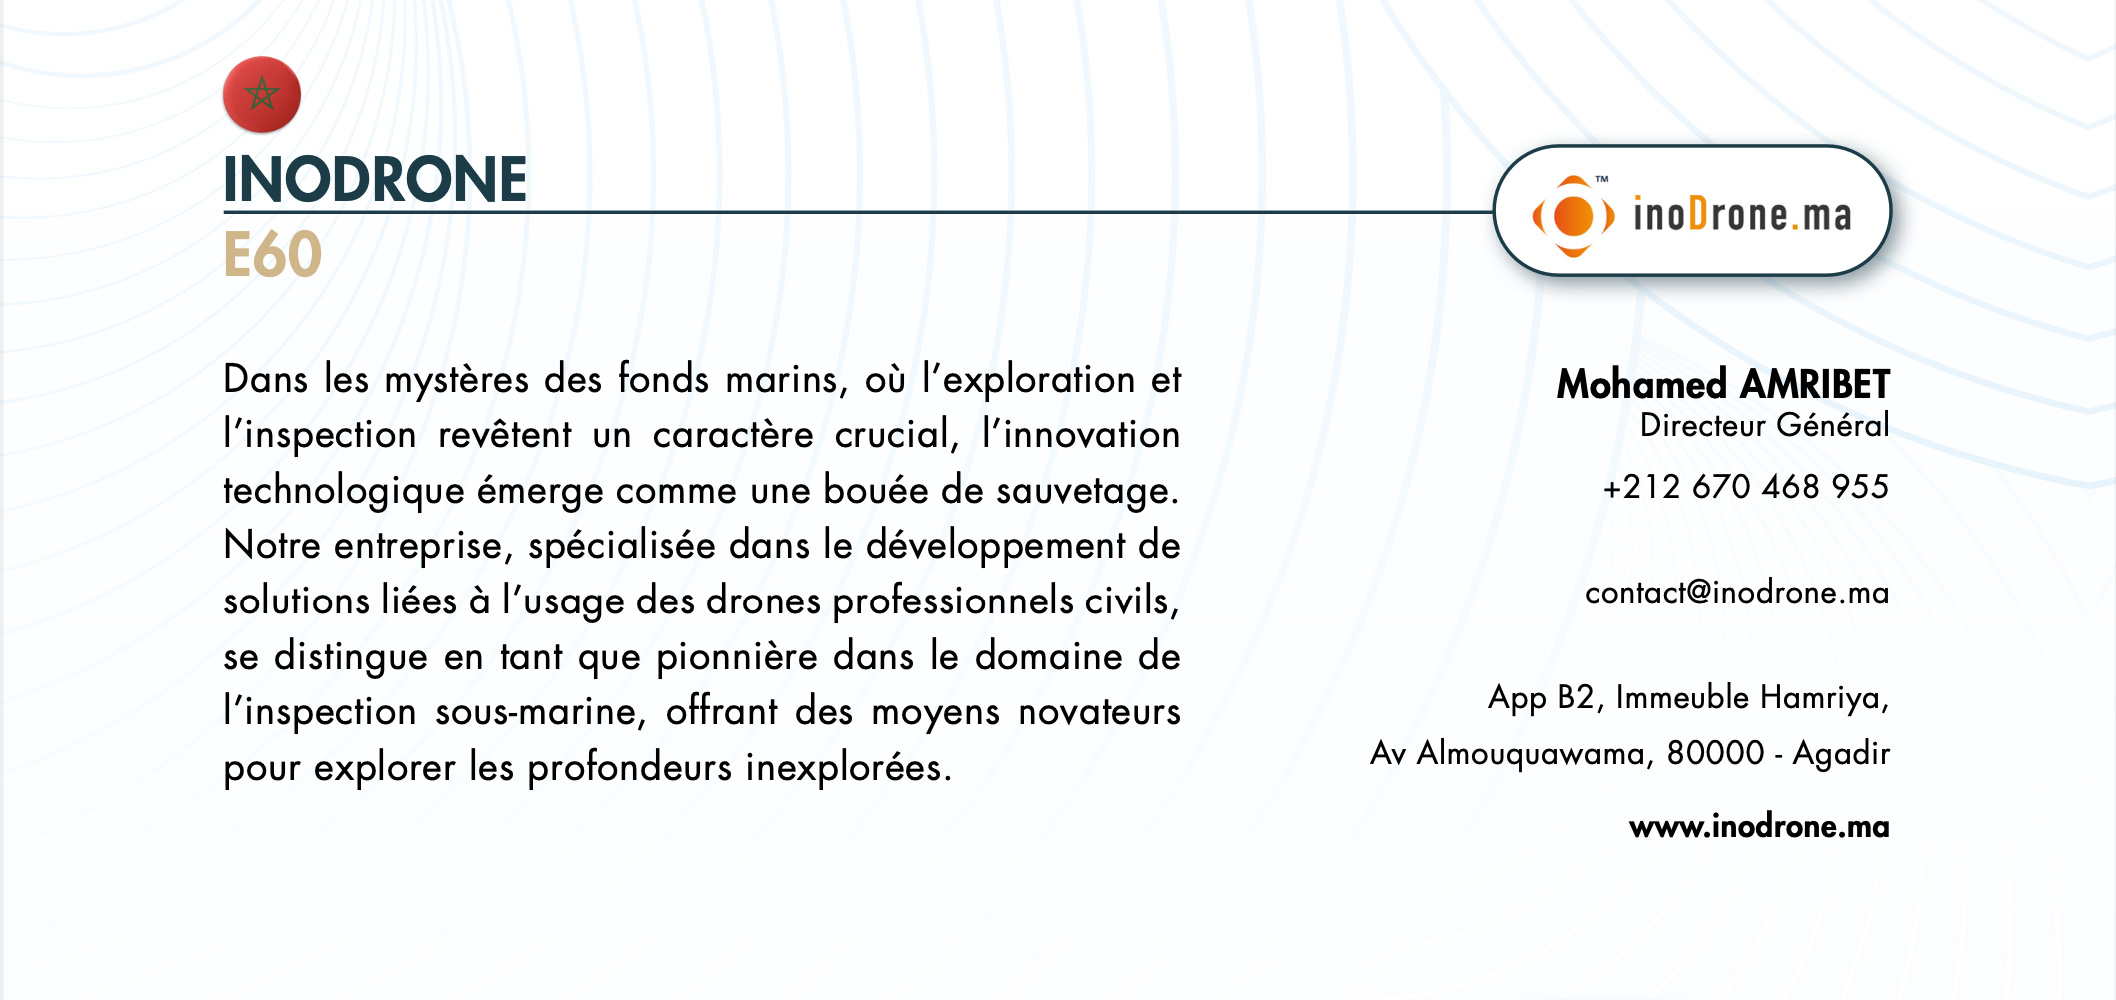 INODRONE
E60
inoDrone.ma
TM
Dans les mystères des fonds marins, où l’exploration et
l’inspection revêtent un caractère crucial, l’innovation
technologique émerge comme une bouée de sauvetage.
Notre entreprise, spécialisée dans le développement de
solutions liées à l’usage des drones professionnels civils,
se distingue en tant que pionnière dans le domaine de
l’inspection sous-marine, offrant des moyens novateurs
pour explorer les profondeurs inexplorées.
Mohamed AMRIBET
Directeur Général
+212 670 468 955
contact@inodrone.ma
App B2, Immeuble Hamriya,
Av Almouquawama, 80000 - Agadir
www.inodrone.ma